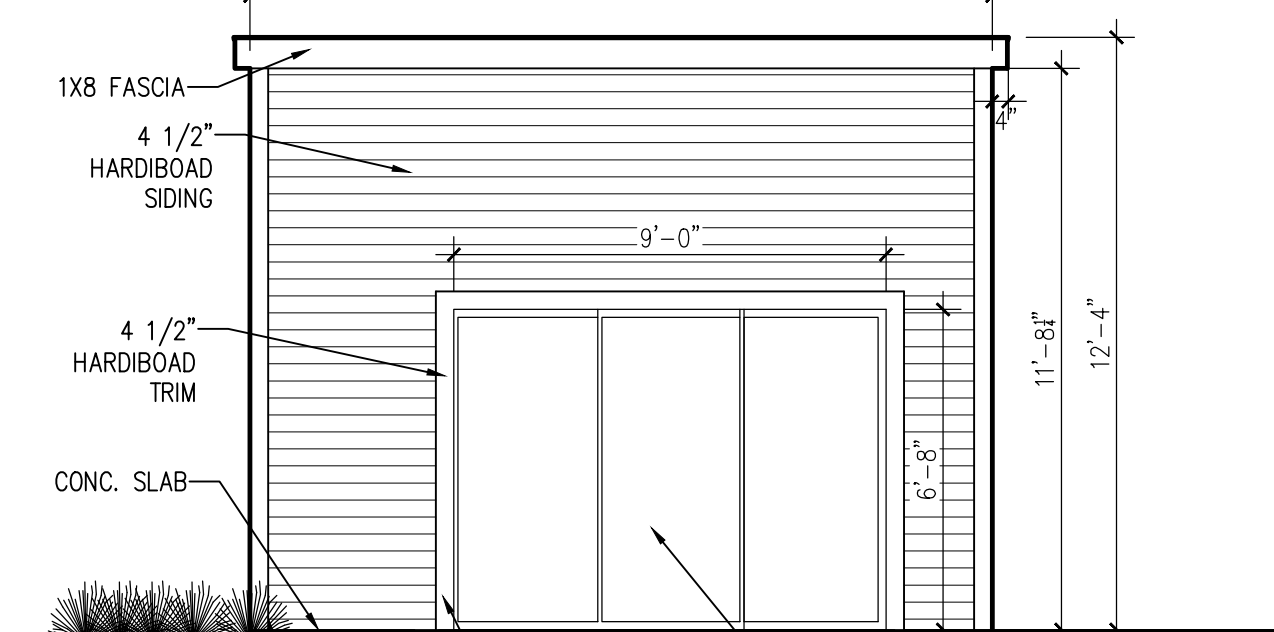 1X8 FASCIA
4 1/2”
HARDIBOAD
SIDING
4”
9’-0”
4 1/2”
HARDIBOAD
TRIM
11’-8¼”
12’-4”
6’-8”
CONC. SLAB